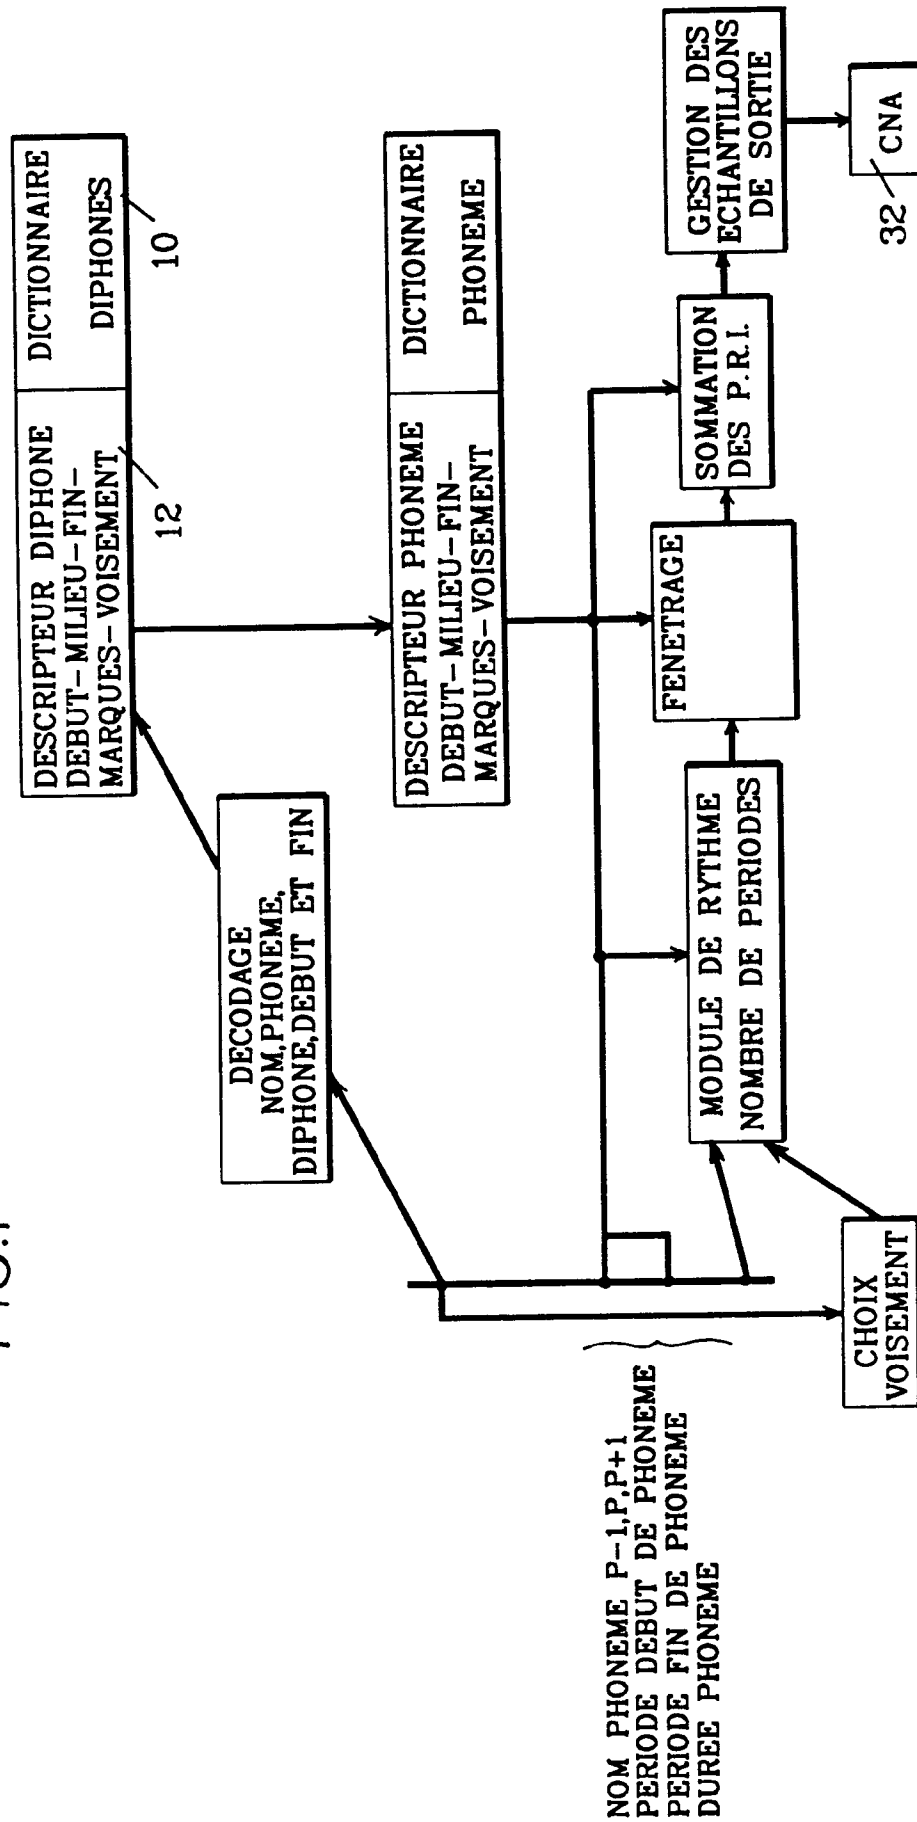 DESCRIPTEUR DIPHONE
DEBUT-MILIEU-FIN-
MARQUES-VOISEMENT
DICTIONNAIRE
DIPHONES
12
10
DECODAGE
NOM,PHONEME,
DIPHONE,DEBUT ET FIN
DESCRIPTEUR PHONEME
DEBUT-MILIEU-FIN-
MARQUES-VOISEMENT
DICTIONNAIRE
PHONEME
NOM PHONEME P-1,P,P+1
PERIODE DEBUT DE PHONEME
PERIODE FIN DE PHONEME
DUREE PHONEME
CHOIX
VOISEMENT
MODULE DE RYTHME
NOMBRE DE PERIODES
FENETRAGE
SOMMATION
DES P.R.I.
GESTION DES
ECHANTILLONS
DE SORTIE
32
CNA